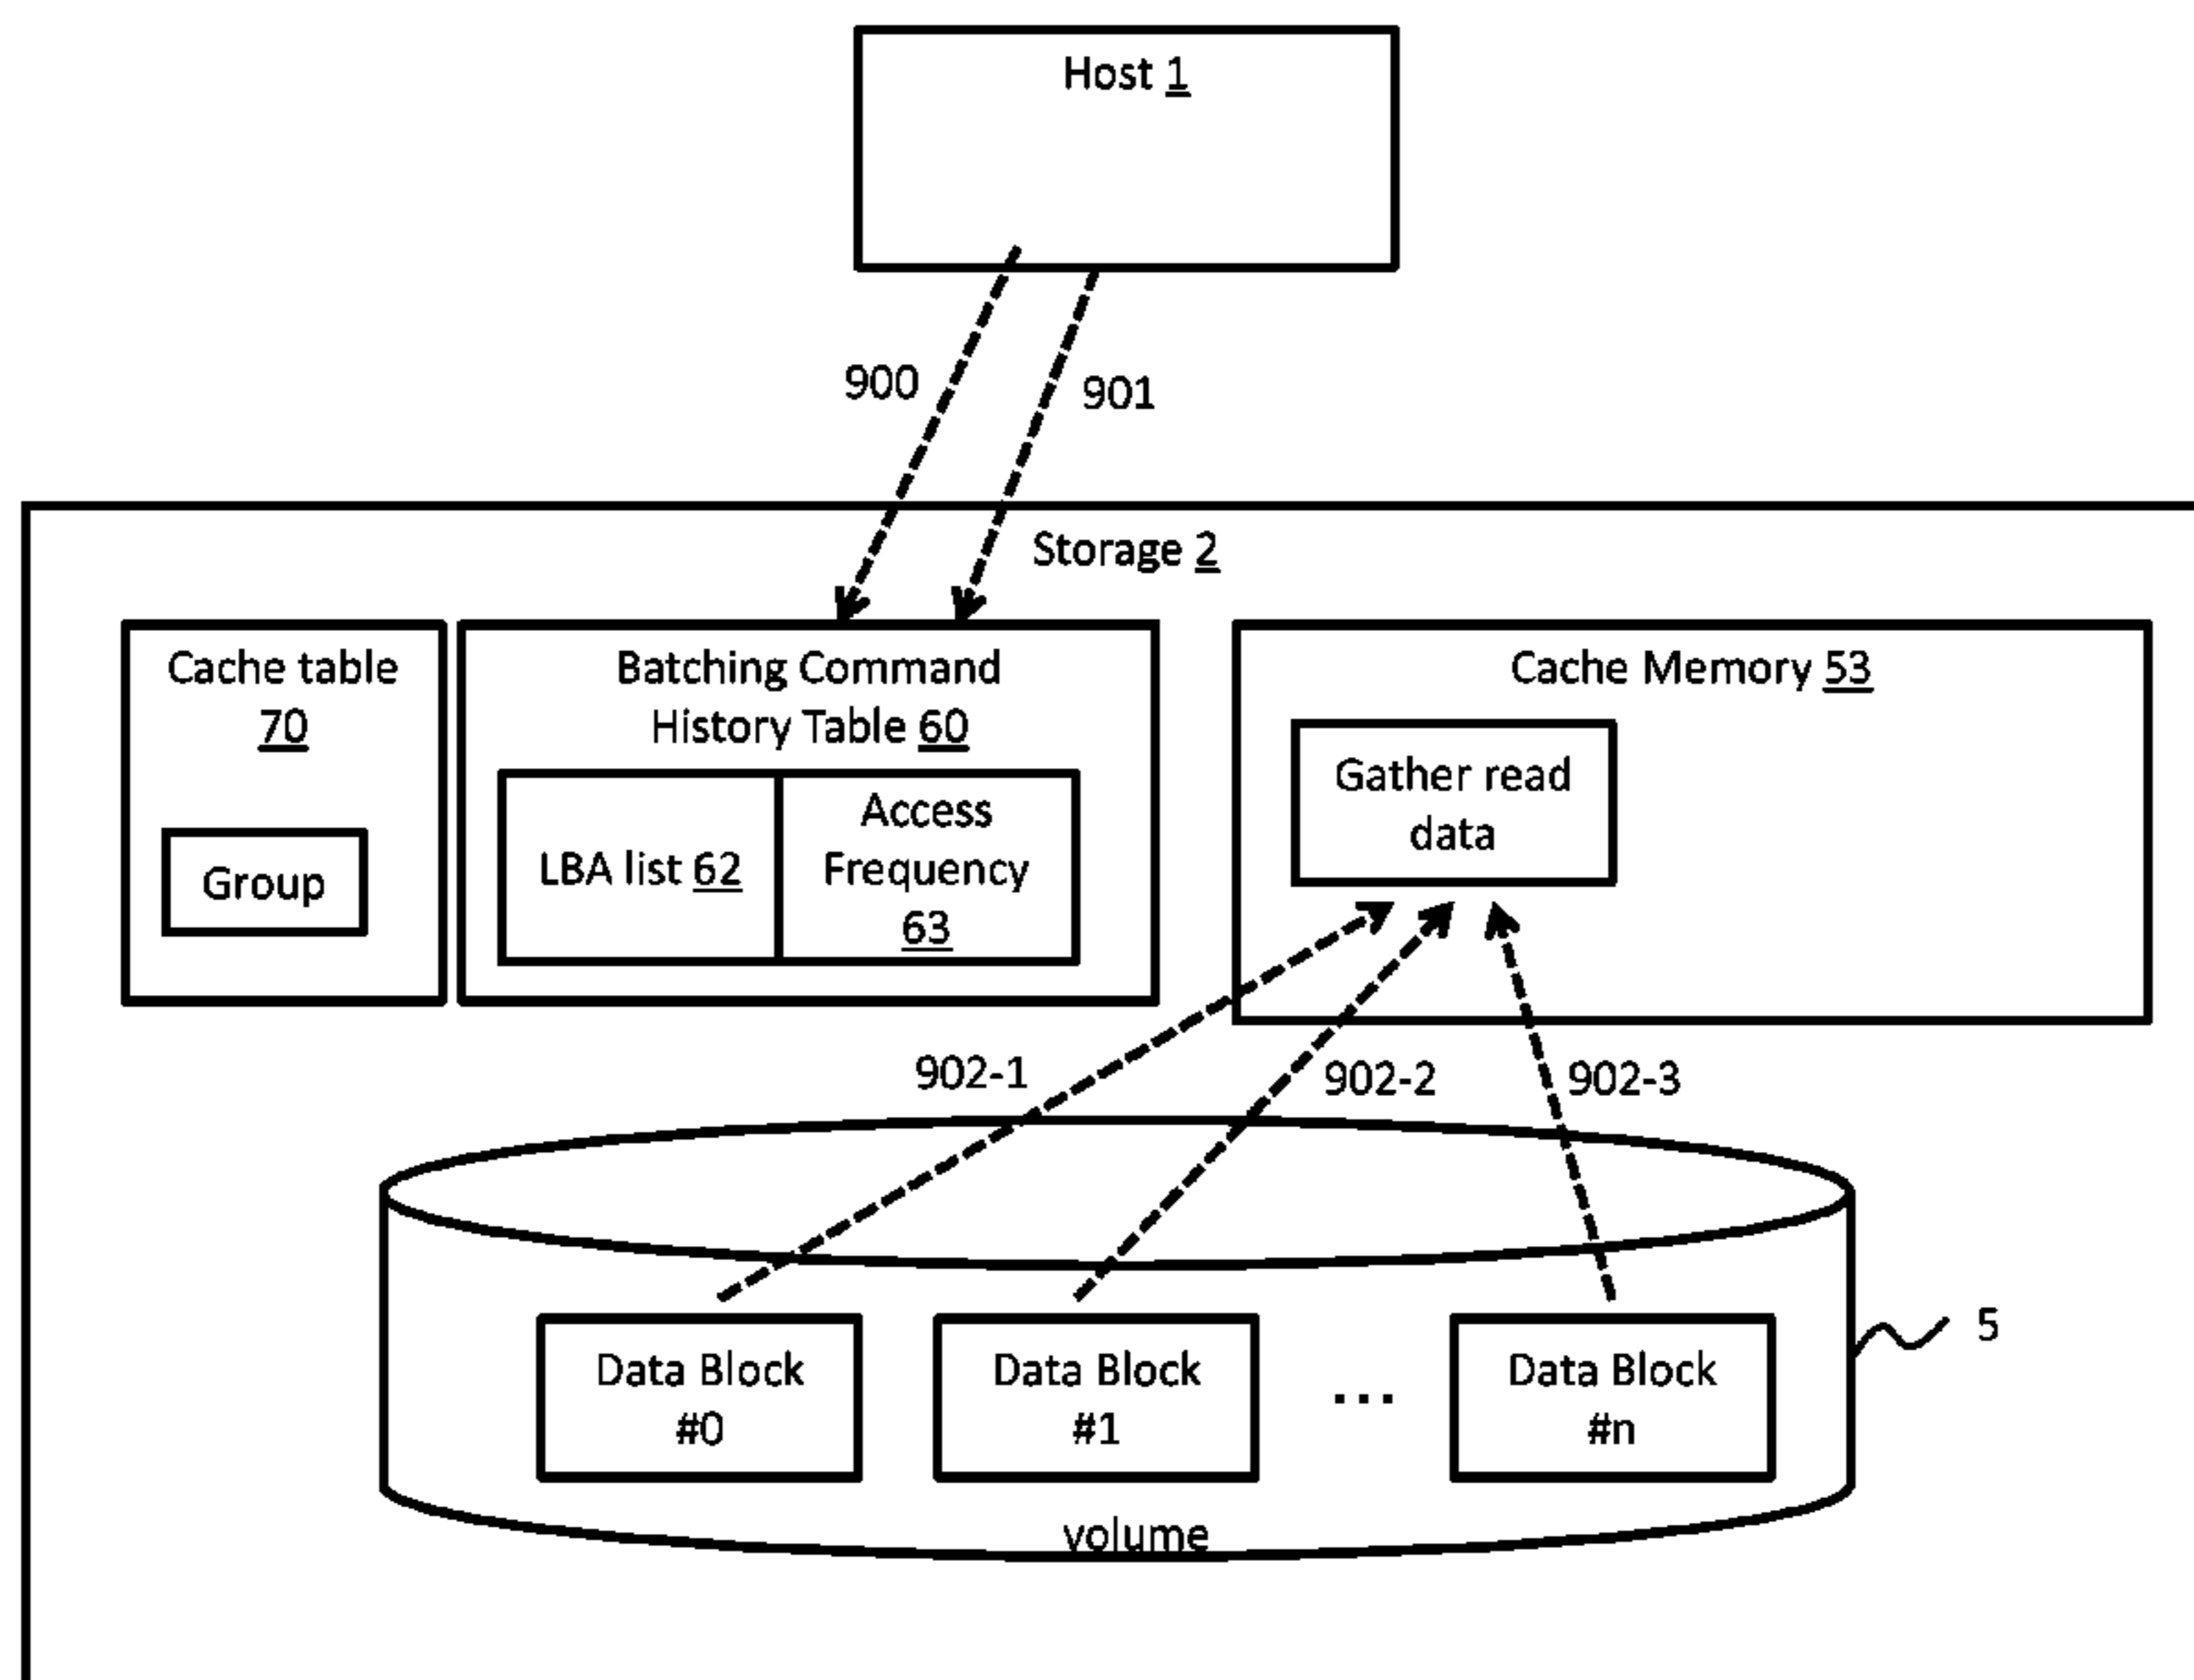 Host 1
900
901
Storage 2
Cache table
70
Group
Batching Command
History Table 60
LBA list 62
Access
Frequency
63
Cache Memory 53
Gather read
data
902-1
902-2
902-3
Data Block
#0
Data Block
#1
...
Data Block
#n
5
volume